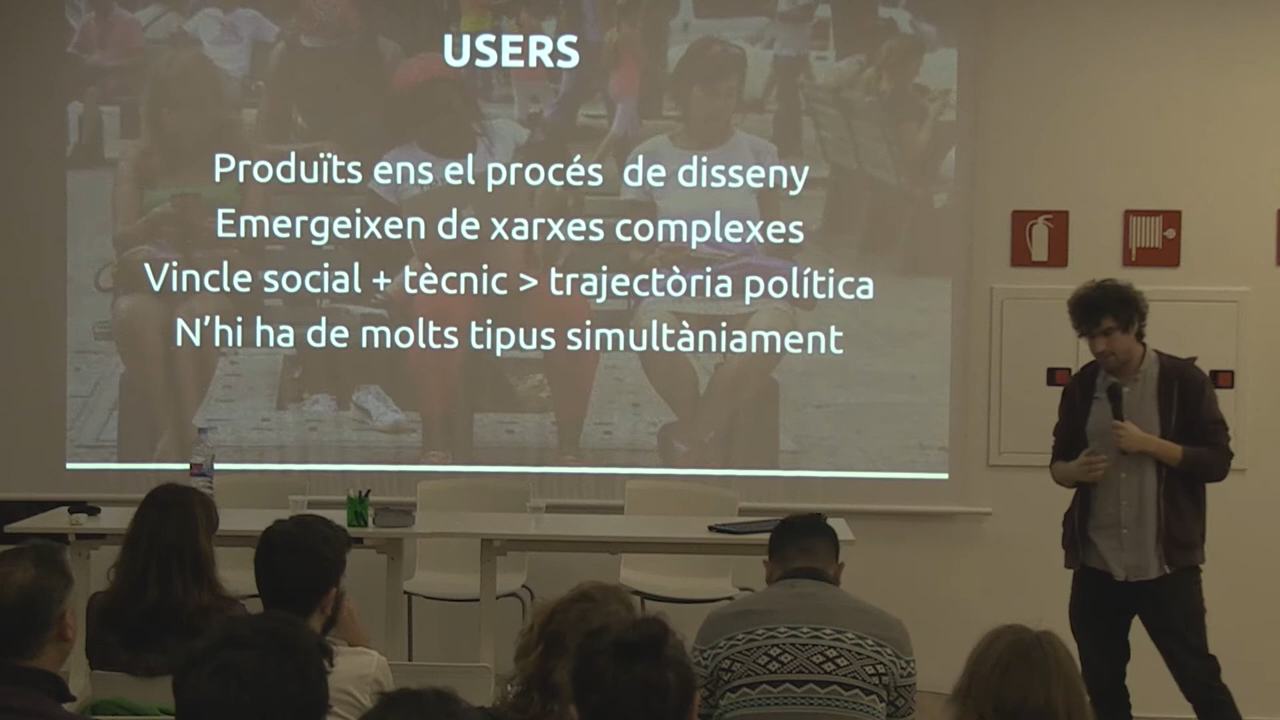 USERS
Produïts ens el procés de disseny
Emergeixen de xarxes complexes
Vincle social + tècnic > trajectòria política
N’hi ha de molts tipus simultàniament